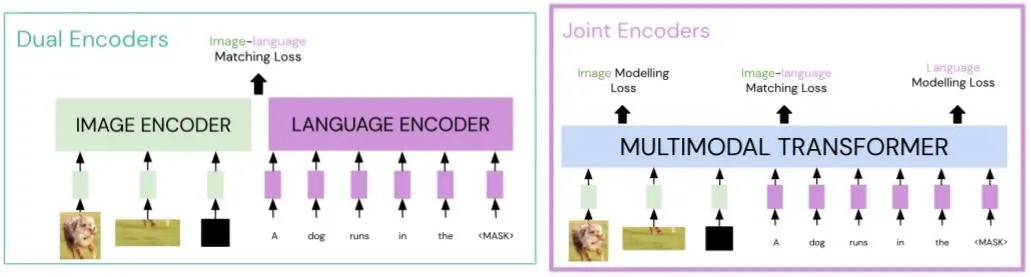 Dual Encoders
Image-language
Matching Loss
IMAGE ENCODER
LANGUAGE ENCODER
A dog runs in the <MASK>
Joint Encoders
Image Modelling
Loss
Image-language
Matching Loss
Language
Modelling Loss
MULTIMODAL TRANSFORMER
A dog runs in the <MASK>